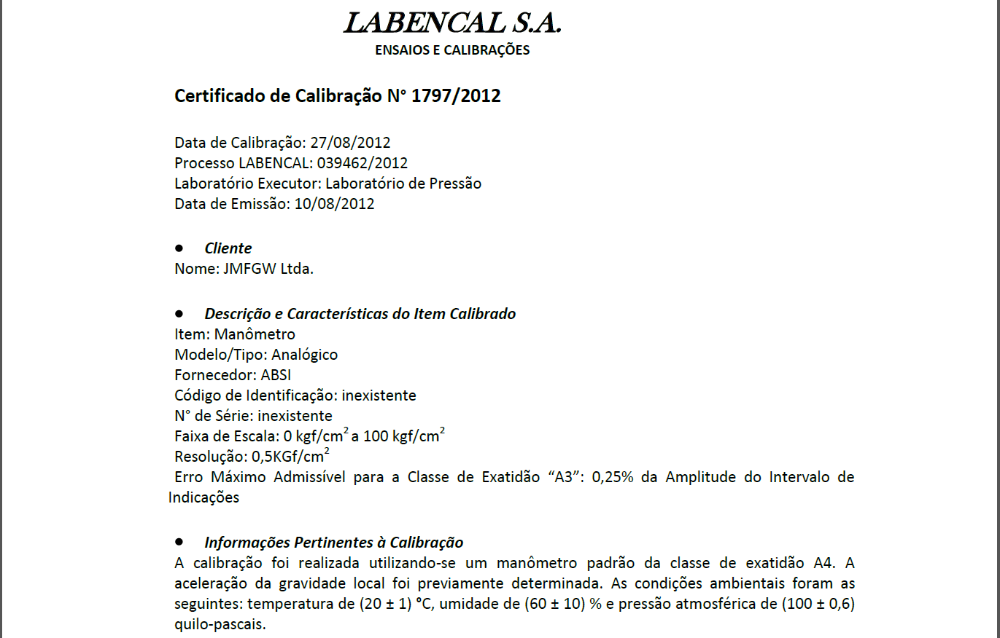 LABENCAL S.A.
ENSAIOS E CALIBRAÇÕES
Certificado de Calibração N° 1797/2012
Data de Calibração: 27/08/2012
Processo LABENCAL: 039462/2012
Laboratório Executor: Laboratório de Pressão
Data de Emissão: 10/08/2012
• Cliente
Nome: JMFGW Ltda.
• Descrição e Características do Item Calibrado
Item: Manômetro
Modelo/Tipo: Analógico
Fornecedor: ABSI
Código de Identificação: inexistente
N° de Série: inexistente
Faixa de Escala: 0 kgf/cm² a 100 kgf/cm²
Resolução: 0,5KGf/cm²
Erro Máximo Admissível para a Classe de Exatidão “A3”: 0,25% da Amplitude do Intervalo de
Indicações
• Informações Pertinentes à Calibração
A calibração foi realizada utilizando-se um manômetro padrão da classe de exatidão A4. A
aceleração da gravidade local foi previamente determinada. As condições ambientais foram as
seguintes: temperatura de (20 ± 1) °C, umidade de (60 ± 10) % e pressão atmosférica de (100 ± 0,6)
quilo-pascais.